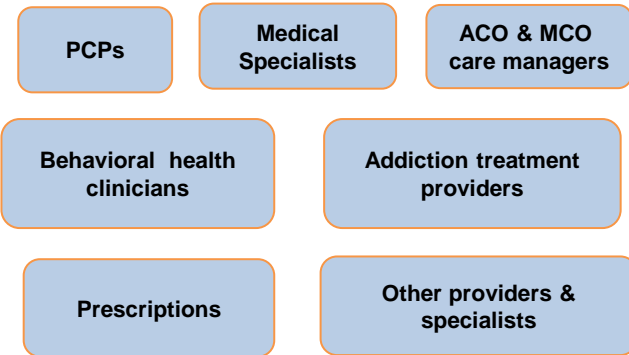 PCPs
Medical
Specialists
ACO & MCO
care managers
Behavioral health
clinicians
Addiction treatment
providers
Prescriptions
Other providers &
specialists